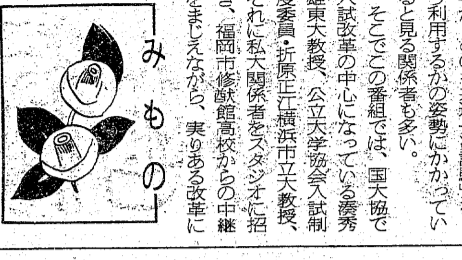 う利用するかの姿勢にかかってい
ると見る関係者も多い。
そこでこの番組では、国大協で
入試改革の中心になっている湊秀
雄東大教授、公立大学協会入試制
度委員・折原正江横浜市立大教授、
それに私大関係者をスタジオに招
き、福岡市修猷館高校からの中継
をまじえながら、実りある改革に
みもの